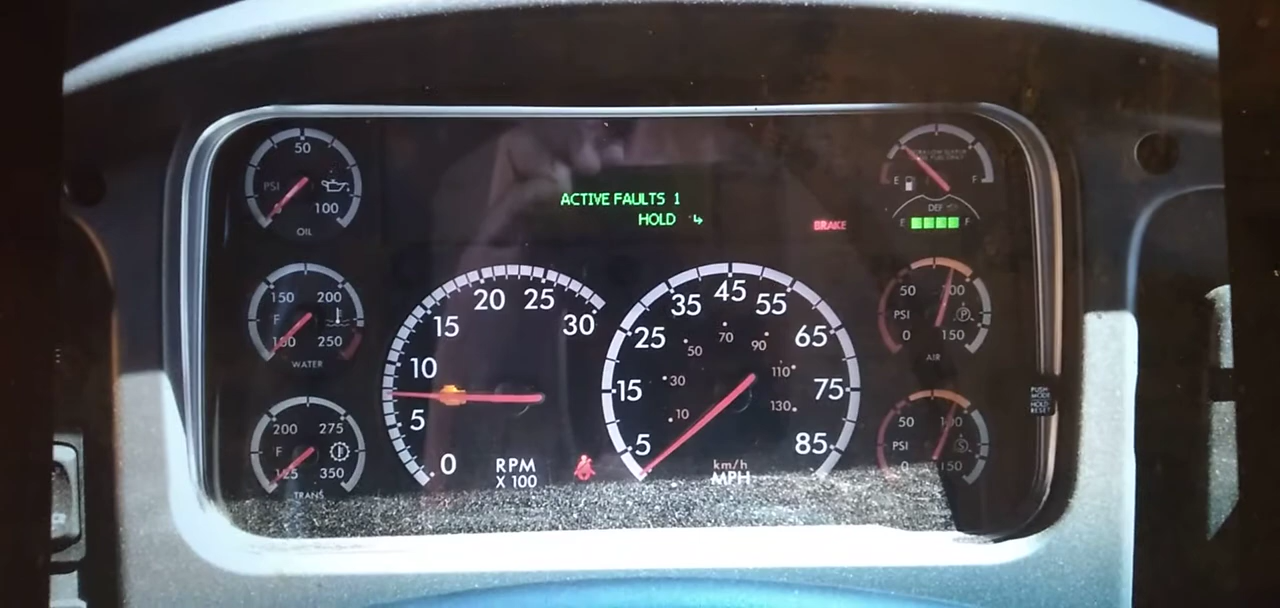 50
PSI
100
OIL
ACTIVE FAULTS 1
HOLD
BRAKE
E F
DEF
E F
150 200
F
100 250
WATER
10 15 20 25 30
5
0
RPM
X 100
5 15 25 35 45 55 65 75 85
10 30 50 70 90 110 130
km/h
MPH
50 100
PSI
P
0 150
AIR
200 275
F
125 350
TRANS
50 100
PSI
S
0 150
PUSH
MODE
HOLD
RESET